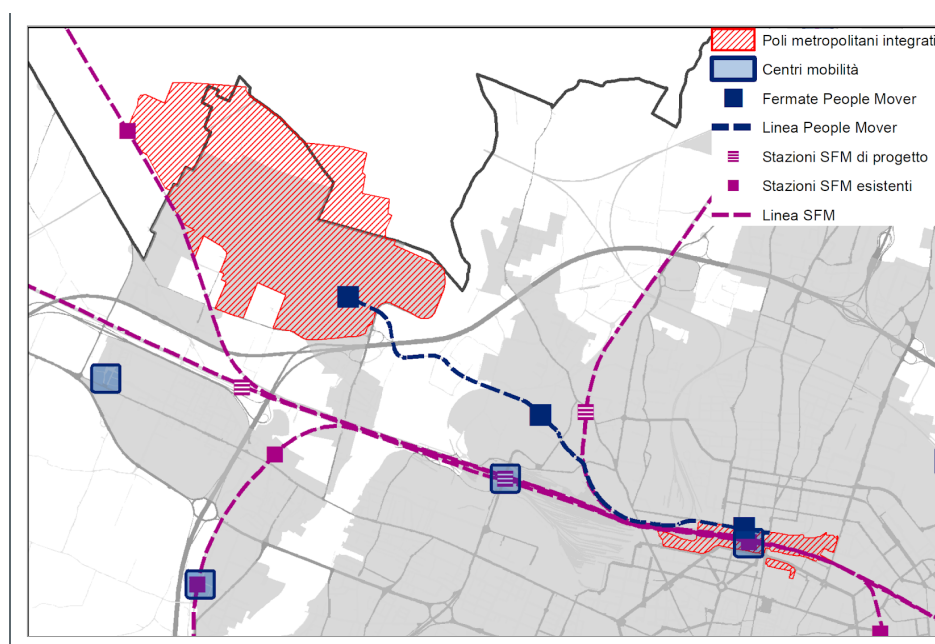 Poli metropolitani integrati
Centri mobilità
Fermate People Mover
Linea People Mover
Stazioni SFM di progetto
Stazioni SFM esistenti
Linea SFM